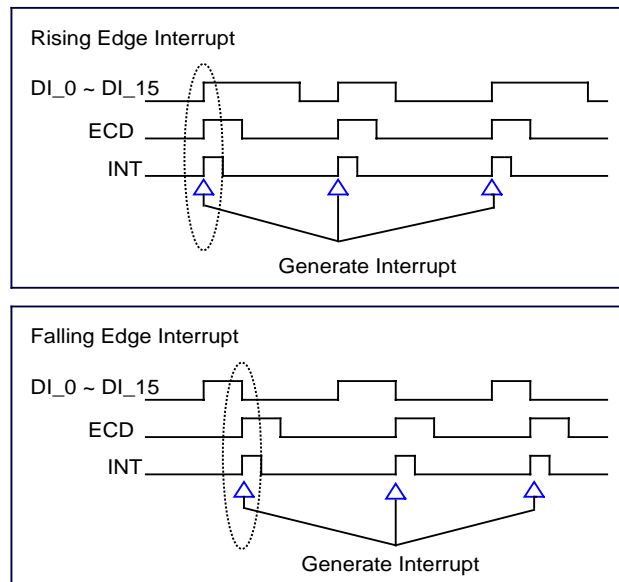 Rising Edge Interrupt
DI_0 ~ DI_15
ECD
INT
Generate Interrupt
Falling Edge Interrupt
DI_0 ~ DI_15
ECD
INT
Generate Interrupt